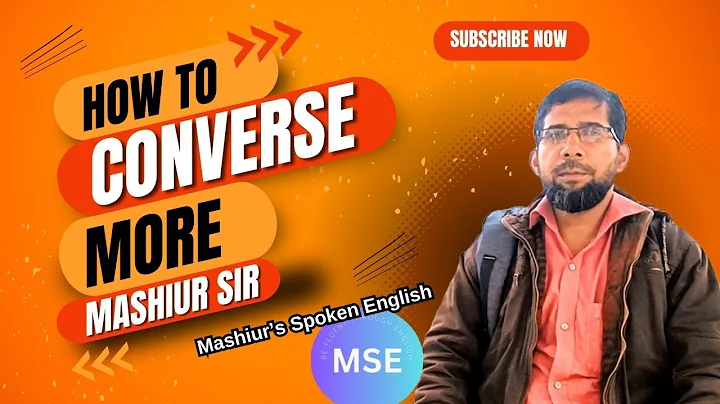 SUBSCRIBE NOW
HOW TO
CONVERSE
MORE
MASHIUR SIR
Mashiur's Spoken English
MSE